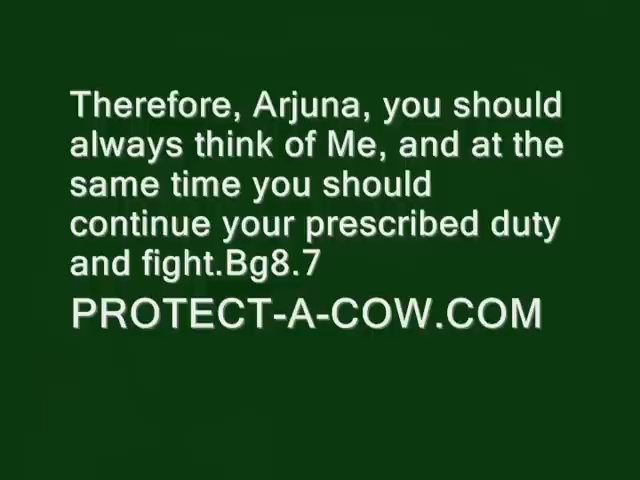 Therefore, Arjuna, you should
always think of Me, and at the
same time you should
continue your prescribed duty
and fight.Bg8.7
PROTECT-A-COW.COM